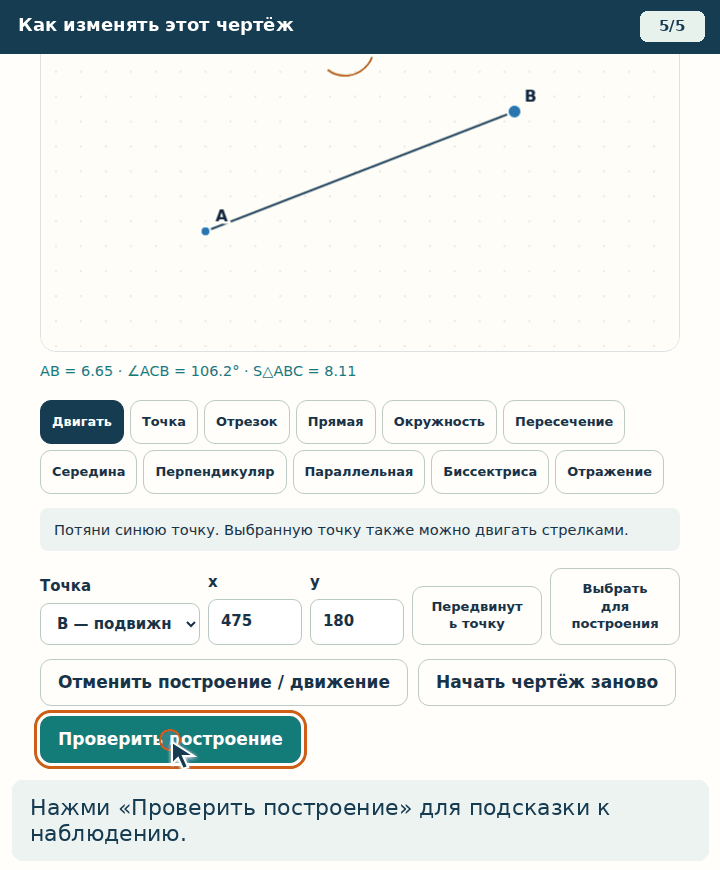 Как изменять этот чертёж
5/5
B
A
AB = 6.65 · ∠ACB = 106.2° · S△ABC = 8.11
Двигать
Точка
Отрезок
Прямая
Окружность
Пересечение
Середина
Перпендикуляр
Параллельная
Биссектриса
Отражение
Потяни синюю точку. Выбранную точку также можно двигать стрелками.
Точка
x
y
B — подвижн
475
180
Передвинут
ь точку
Выбрать
для
построения
Отменить построение / движение
Начать чертёж заново
Проверить построение
Нажми «Проверить построение» для подсказки к
наблюдению.